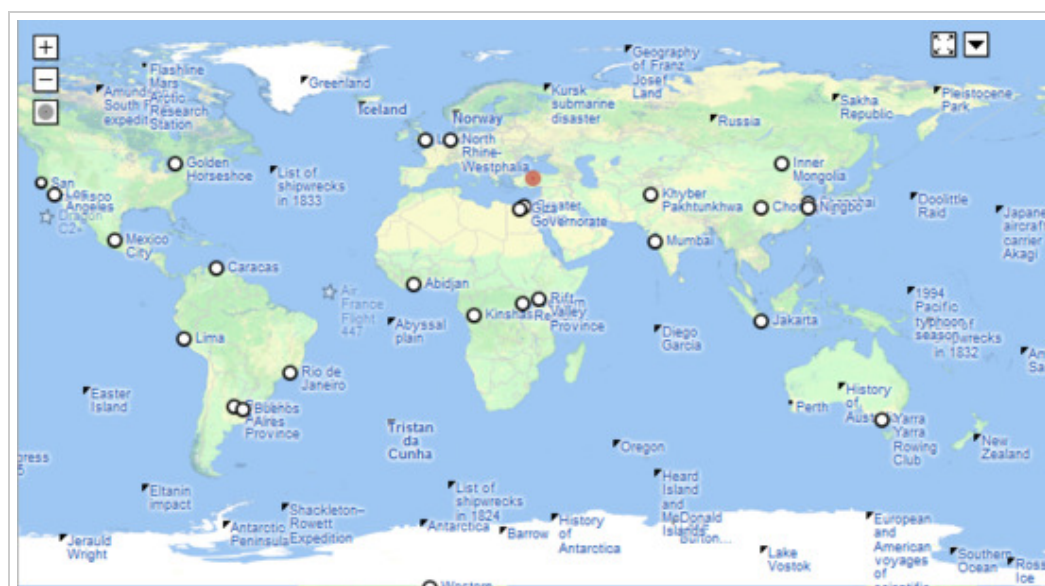 +
−
Flashline
Mars
Arctic
Research
Station
South
Greenland
Iceland
Geography
of Franz
Josef
Land
Kursk
submarine
disaster
Norway
Russia
Sakha
Republic
Pleistocene
Park
North
Rhine-
Westphalia
Golden
Horseshoe
List of
shipwrecks
in 1833
San
Los
Angeles
Dragon
C2+
Mexico
City
Caracas
Giza
Governorate
Khyber
Pakhtunkhwa
Inner
Mongolia
Ningbo
Mumbai
Doolittle
Raid
Japanese
aircraft
carrier
Akagi
Air
France
Flight
447
Abidjan
Abyssal
plain
Rift
Valley
Province
Diego
Garcia
Jakarta
1994
Pacific
typhoon
season
in 1832
Lima
Rio de
Janeiro
Easter
Island
Buenos
Aires
Province
Tristan
da
Cunha
Perth
History
of
Yarra
Yarra
Rowing
Club
New
Zealand
Oregon
Eltanin
impact
List of
shipwrecks
in 1824
Heard
Island
and
McDonald
Islands
Shackleton–
Rowett
Expedition
Antarctic
Peninsula
Antarctica
Barrow
History of
Antarctica
Jerauld
Wright
Lake
Vostok
European
and
American
voyages
of
scientific
Southern
Ocean
Ross
Ice
Western